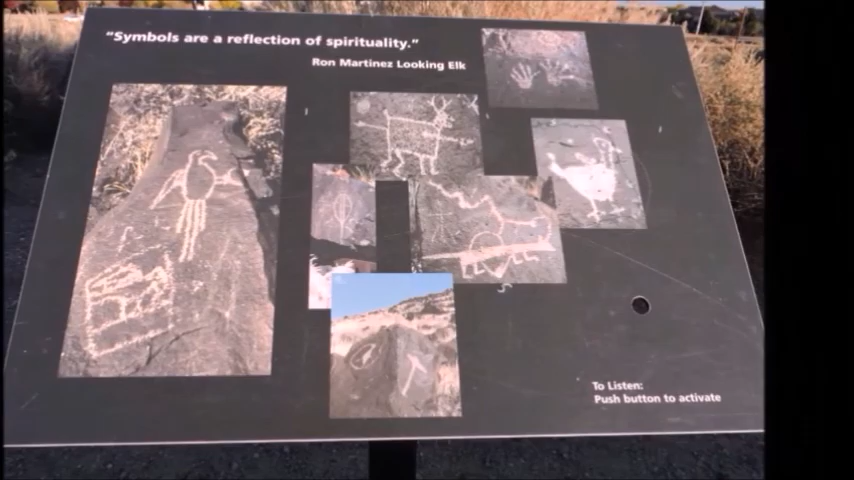 "Symbols are a reflection of spirituality."
Ron Martinez Looking Elk
To Listen:
Push button to activate